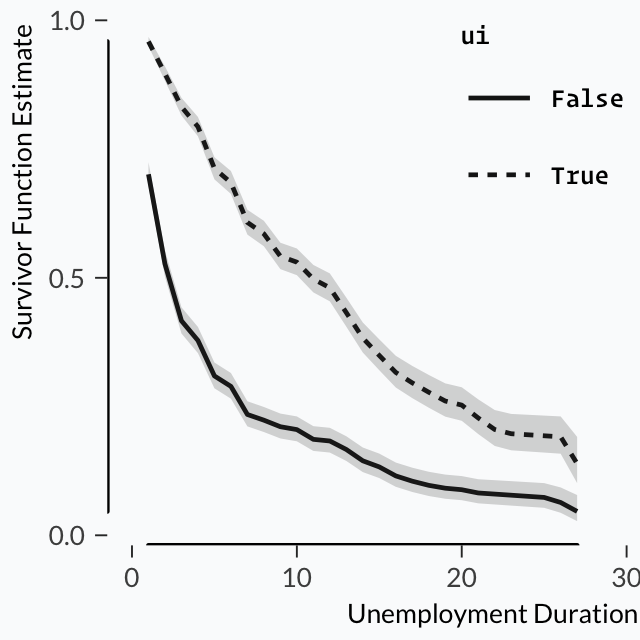 Survivor Function Estimate
1.0
0.5
0.0
ui
False
True
0
10
20
30
Unemployment Duration